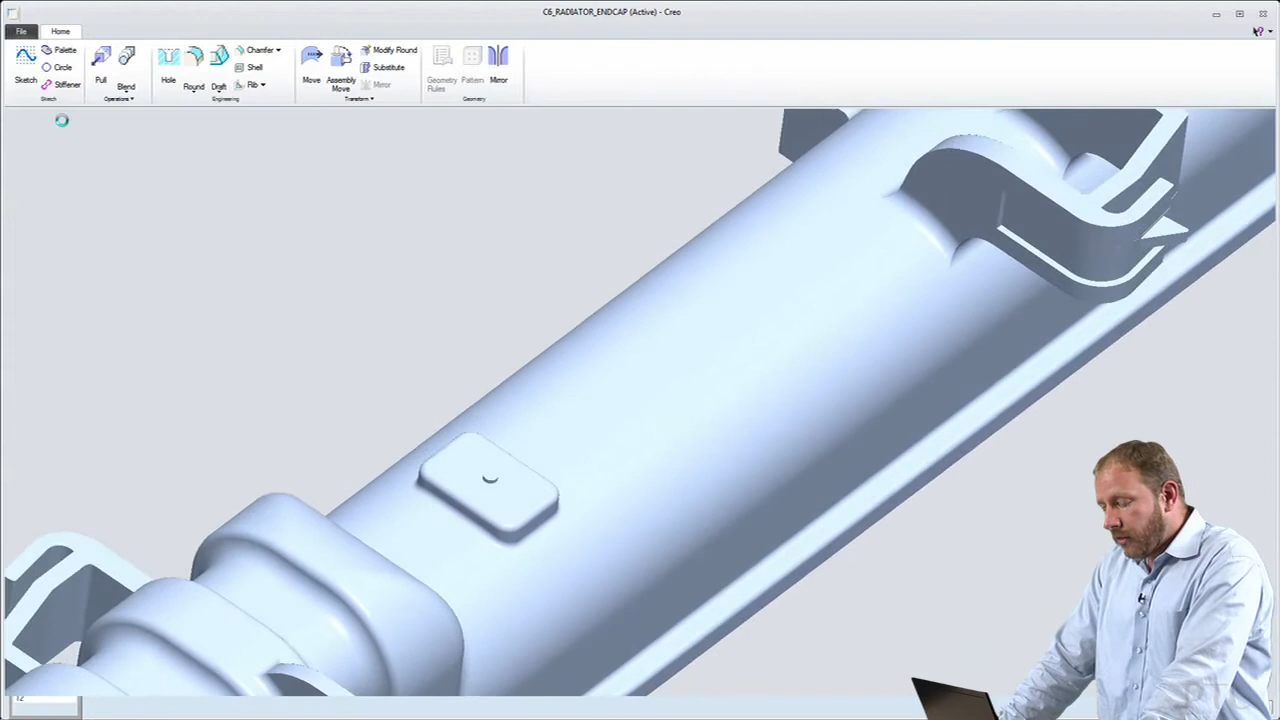 C6_RADIATOR_ENDCAP (Active) - Creo
File Home
Sketch Palette Circle Stiffener Pull Blend Hole Round Draft Chamfer Shell Rib Move Assembly Move Modify Round Substitute Mirror Geometry Rules Pattern Mirror
Sketch Operations Engineering Transform Geometry